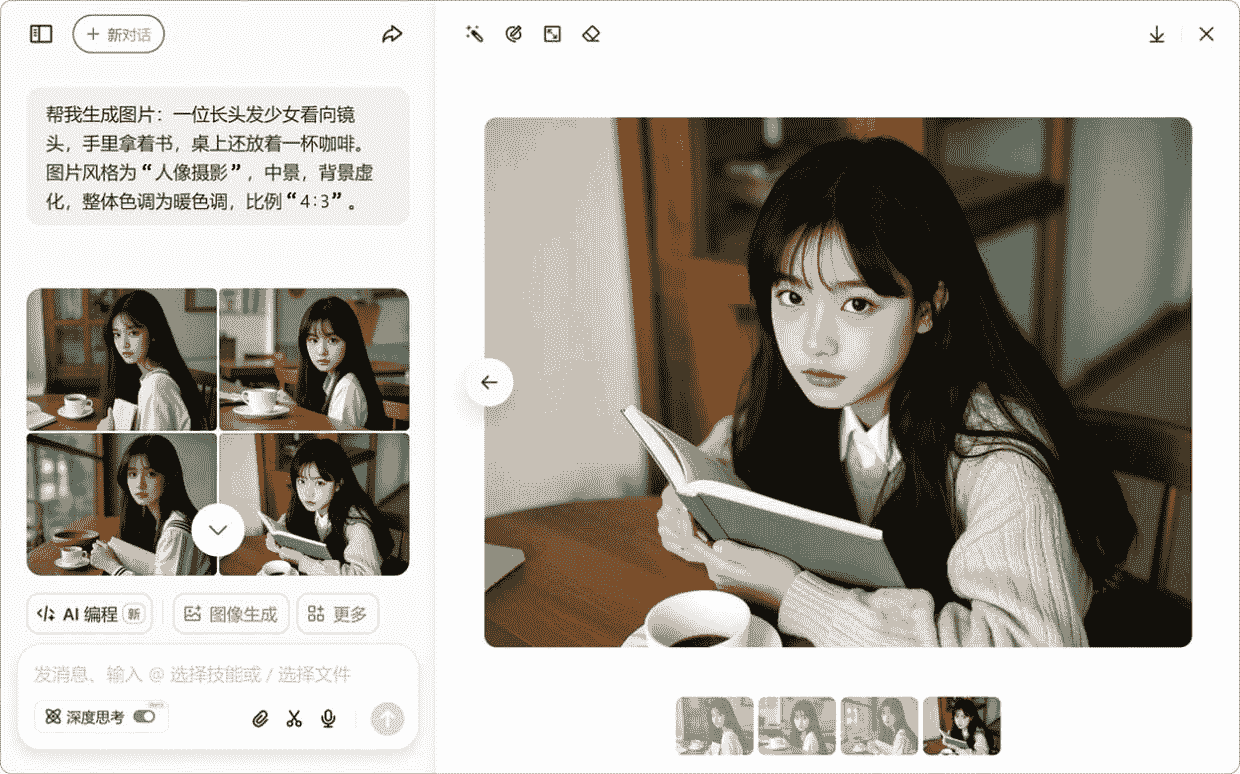 新对话
帮我生成图片：一位长头发少女看向镜
头，手里拿着书，桌上还放着一杯咖啡。
图片风格为“人像摄影”，中景，背景虚
化，整体色调为暖色调，比例“4:3”。
AI 编程 新
图像生成
更多
发消息、输入 @ 选择技能或 / 选择文件
深度思考